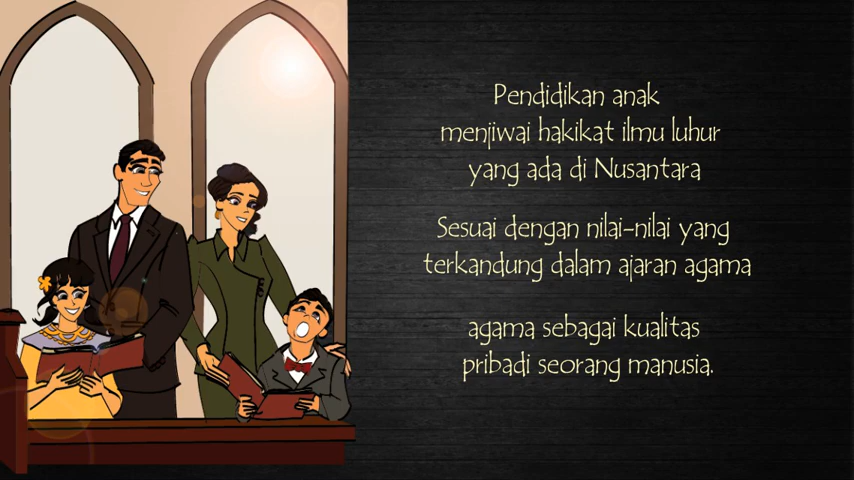 Pendidikan anak
menjiwai hakikat ilmu luhur
yang ada di Nusantara
Sesuai dengan nilai-nilai yang
terkandung dalam ajaran agama
agama sebagai kualitas
pribadi seorang manusia.